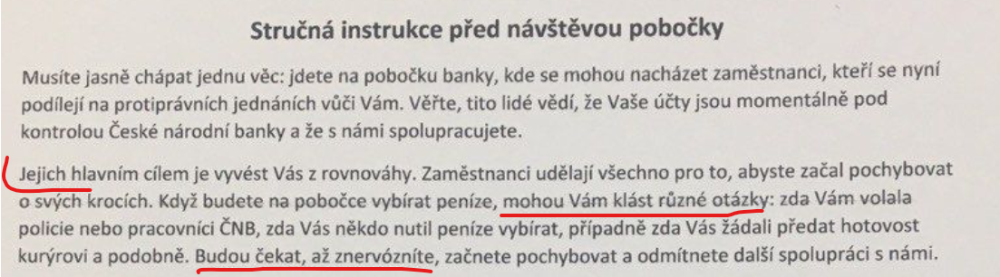 Stručná instrukce před návštěvou pobočky
Musíte jasně chápat jednu věc: jdete na pobočku banky, kde se mohou nacházet zaměstnanci, kteří se nyní
podílejí na protiprávních jednáních vůči Vám. Věřte, tito lidé vědí, že Vaše účty jsou momentálně pod
kontrolou České národní banky a že s námi spolupracujete.
Jejich hlavním cílem je vyvést Vás z rovnováhy. Zaměstnanci udělají všechno pro to, abyste začal pochybovat
o svých krocích. Když budete na pobočce vybírat peníze, mohou Vám klást různé otázky: zda Vám volala
policie nebo pracovníci ČNB, zda Vás někdo nutil peníze vybírat, případně zda Vás žádali předat hotovost
kurýrovi a podobně. Budou čekat, až znervózníte, začnete pochybovat a odmítnete další spolupráci s námi.